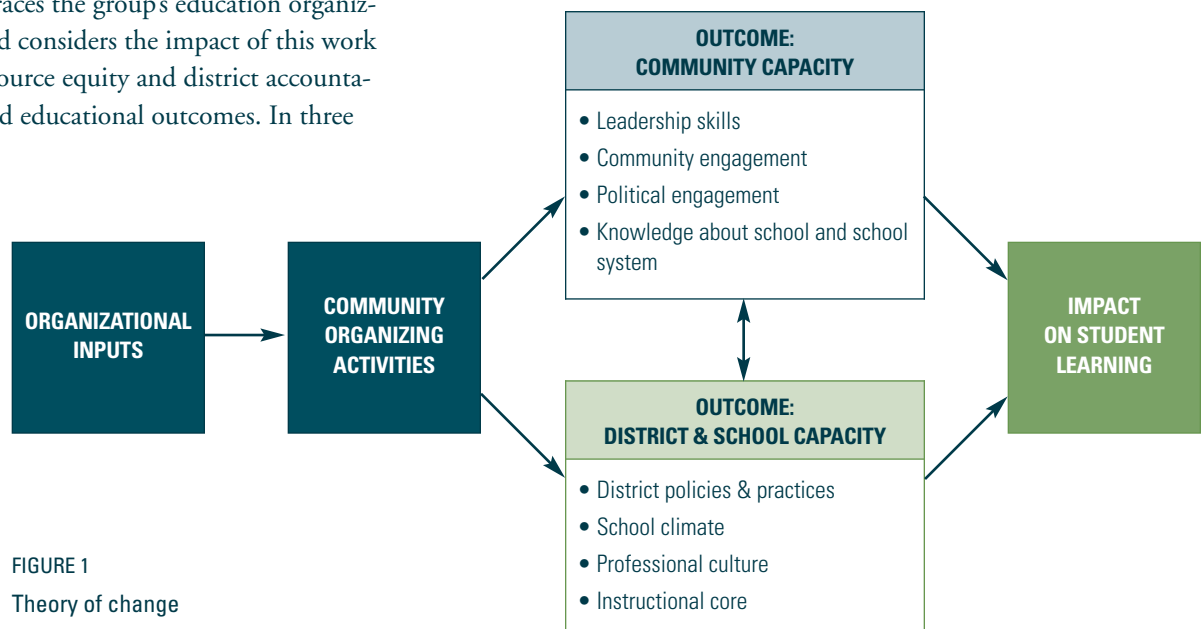 races the group's education organiz-
d considers the impact of this work
ource equity and district accounta-
d educational outcomes. In three
ORGANIZATIONAL
INPUTS
COMMUNITY
ORGANIZING
ACTIVITIES
OUTCOME:
COMMUNITY CAPACITY
• Leadership skills
• Community engagement
• Political engagement
• Knowledge about school and school
system
OUTCOME:
DISTRICT & SCHOOL CAPACITY
• District policies & practices
• School climate
• Professional culture
• Instructional core
IMPACT
ON STUDENT
LEARNING
FIGURE 1
Theory of change